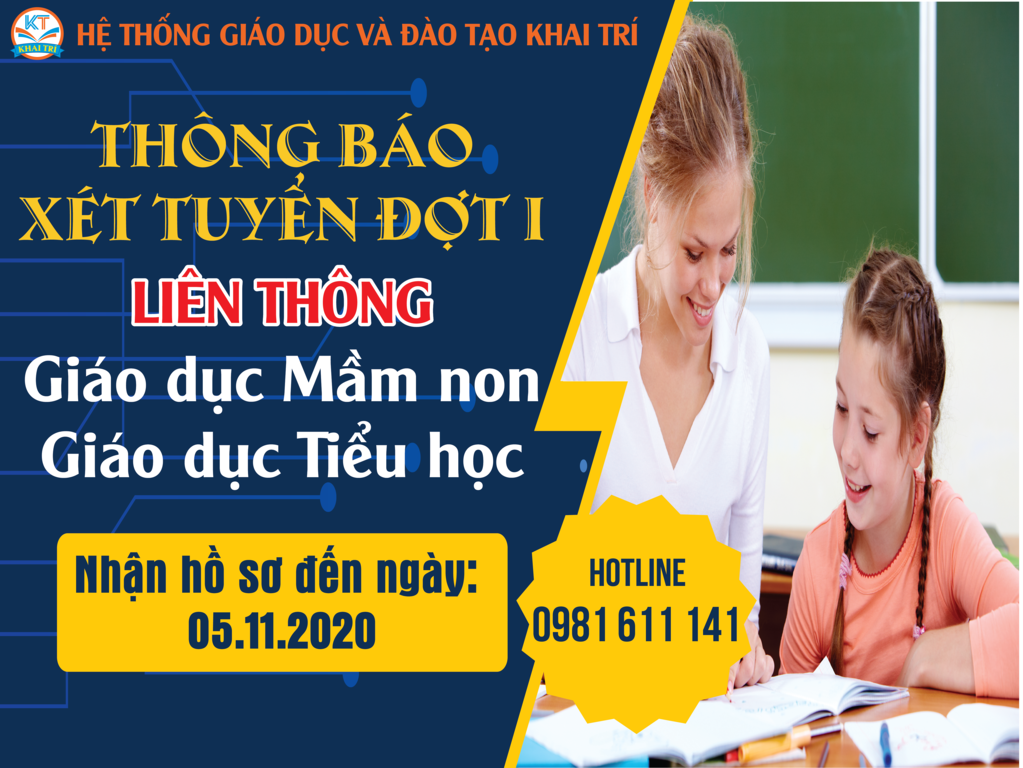 KT
KHAI TRÍ
HỆ THỐNG GIÁO DỤC VÀ ĐÀO TẠO KHAI TRÍ
THÔNG BÁO
XÉT TUYỂN ĐỢT I
LIÊN THÔNG
Giáo dục Mầm non
Giáo dục Tiểu học
Nhận hồ sơ đến ngày:
05.11.2020
HOTLINE
0981 611 141